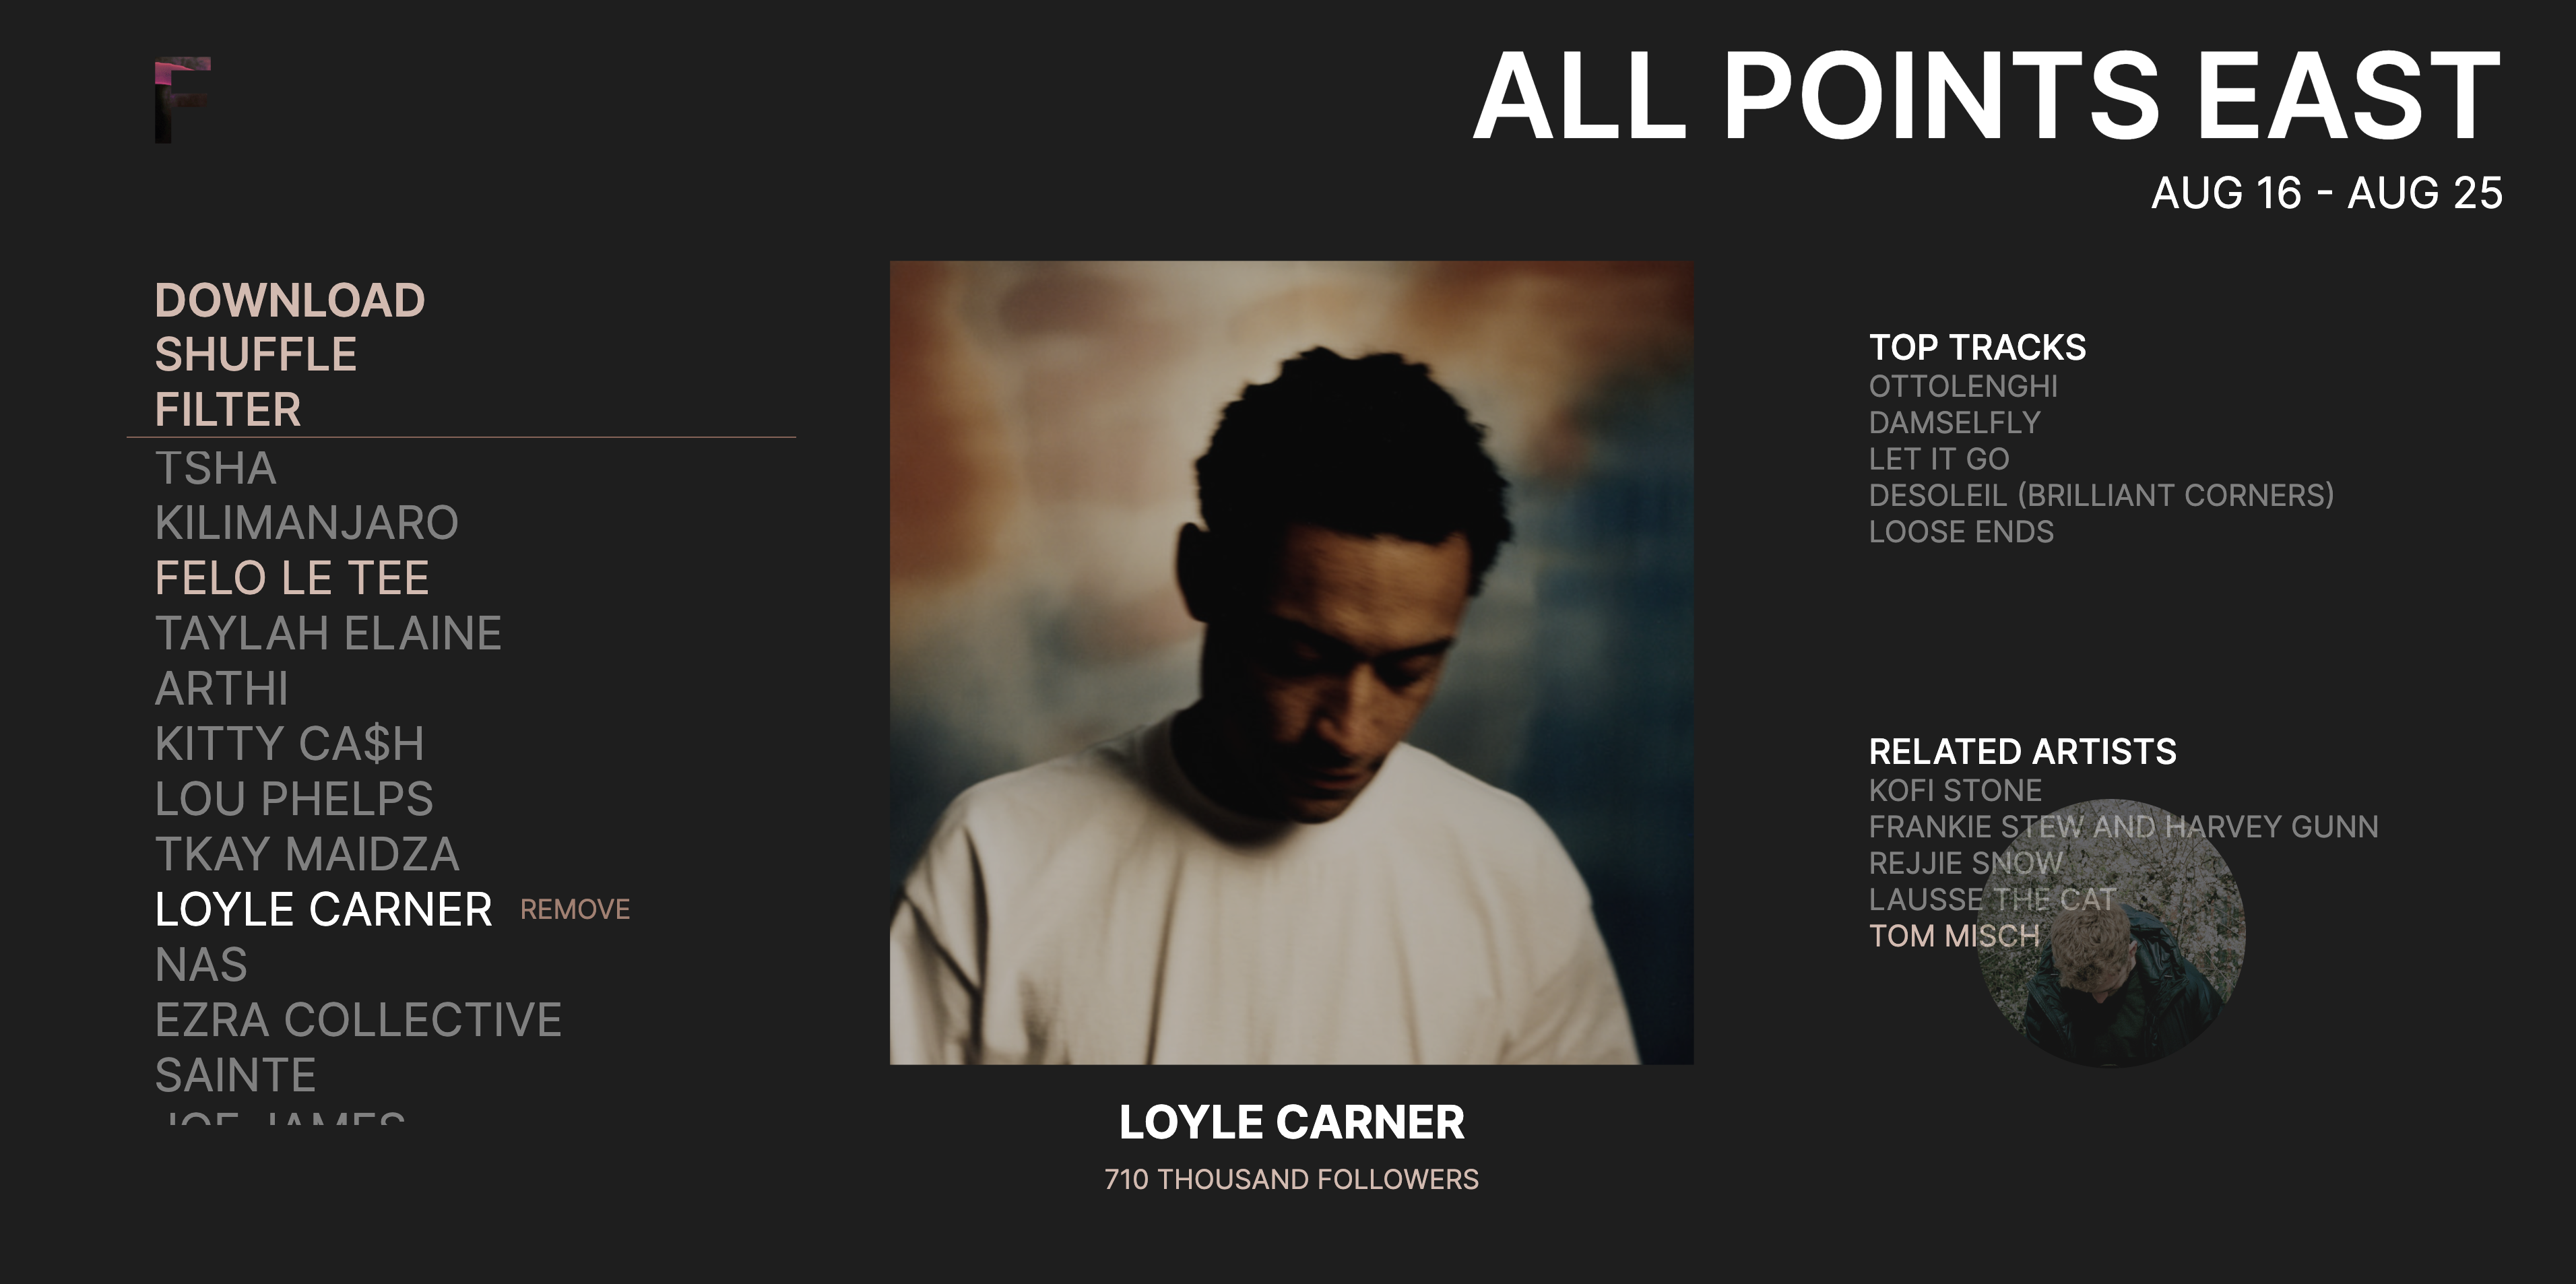 F
ALL POINTS EAST
AUG 16 - AUG 25
DOWNLOAD
SHUFFLE
FILTER
TSHA
KILIMANJARO
FELO LE TEE
TAYLAH ELAINE
ARTHI
KITTY CA$H
LOU PHELPS
TKAY MAIDZA
LOYLE CARNER REMOVE
NAS
EZRA COLLECTIVE
SAINTE
JOE JAMES
LOYLE CARNER
710 THOUSAND FOLLOWERS
TOP TRACKS
OTTOLENGHI
DAMSELFLY
LET IT GO
DESOLEIL (BRILLIANT CORNERS)
LOOSE ENDS
RELATED ARTISTS
KOFI STONE
FRANKIE STEW AND HARVEY GUNN
REJJIE SNOW
LAUSSE THE CAT
TOM MISCH